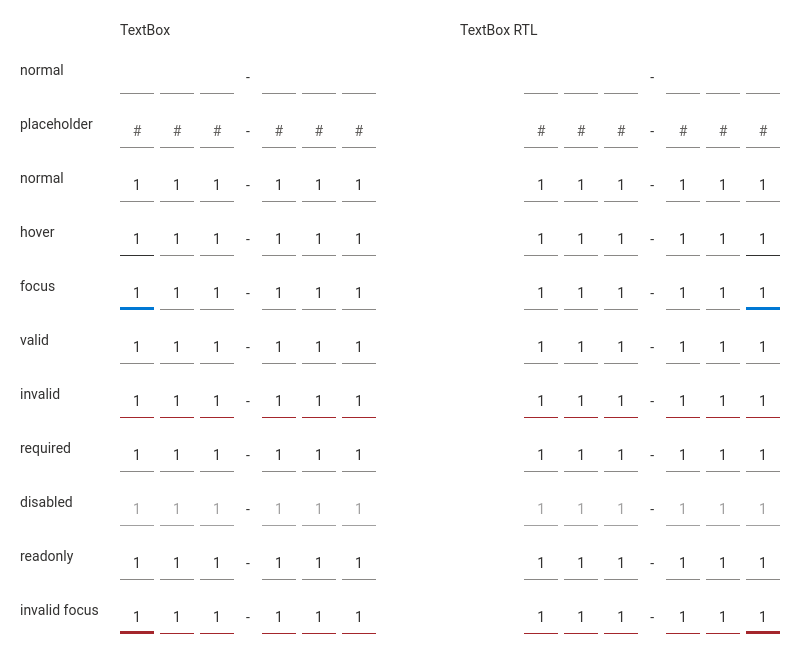 TextBox TextBox RTL
normal - -
placeholder # # # - # # # # # # - # # #
normal 1 1 1 - 1 1 1 1 1 1 - 1 1 1
hover 1 1 1 - 1 1 1 1 1 1 - 1 1 1
focus 1 1 1 - 1 1 1 1 1 1 - 1 1 1
valid 1 1 1 - 1 1 1 1 1 1 - 1 1 1
invalid 1 1 1 - 1 1 1 1 1 1 - 1 1 1
required 1 1 1 - 1 1 1 1 1 1 - 1 1 1
disabled 1 1 1 - 1 1 1 1 1 1 - 1 1 1
readonly 1 1 1 - 1 1 1 1 1 1 - 1 1 1
invalid focus 1 1 1 - 1 1 1 1 1 1 - 1 1 1